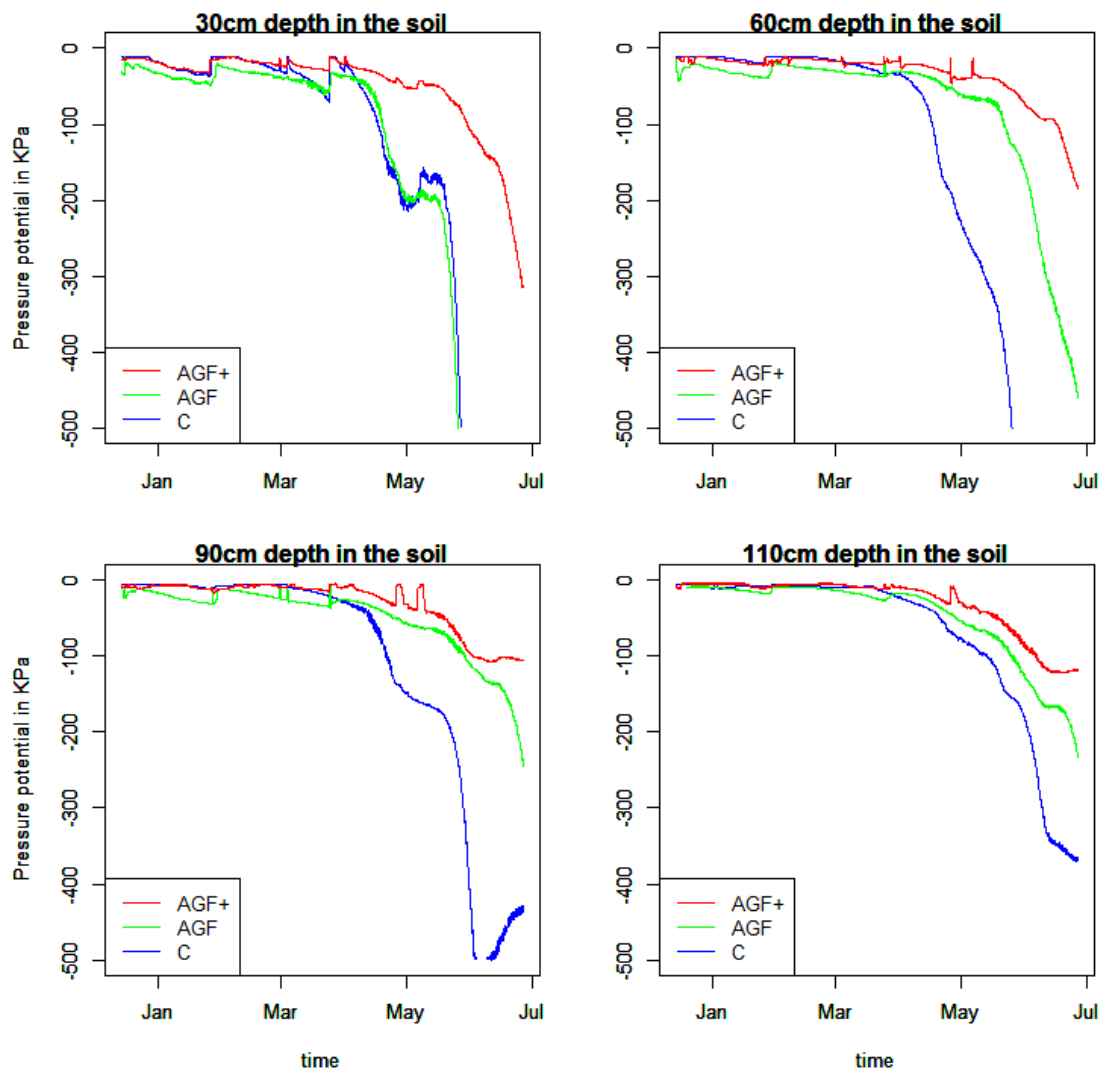 30cm depth in the soil
Pressure potential in KPa
0
-100
-200
-300
-400
-500
AGF+
AGF
C
Jan
Mar
May
Jul
60cm depth in the soil
0
-100
-200
-300
-400
-500
AGF+
AGF
C
Jan
Mar
May
Jul
90cm depth in the soil
Pressure potential in KPa
0
-100
-200
-300
-400
-500
AGF+
AGF
C
Jan
Mar
May
Jul
time
110cm depth in the soil
0
-100
-200
-300
-400
-500
AGF+
AGF
C
Jan
Mar
May
Jul
time